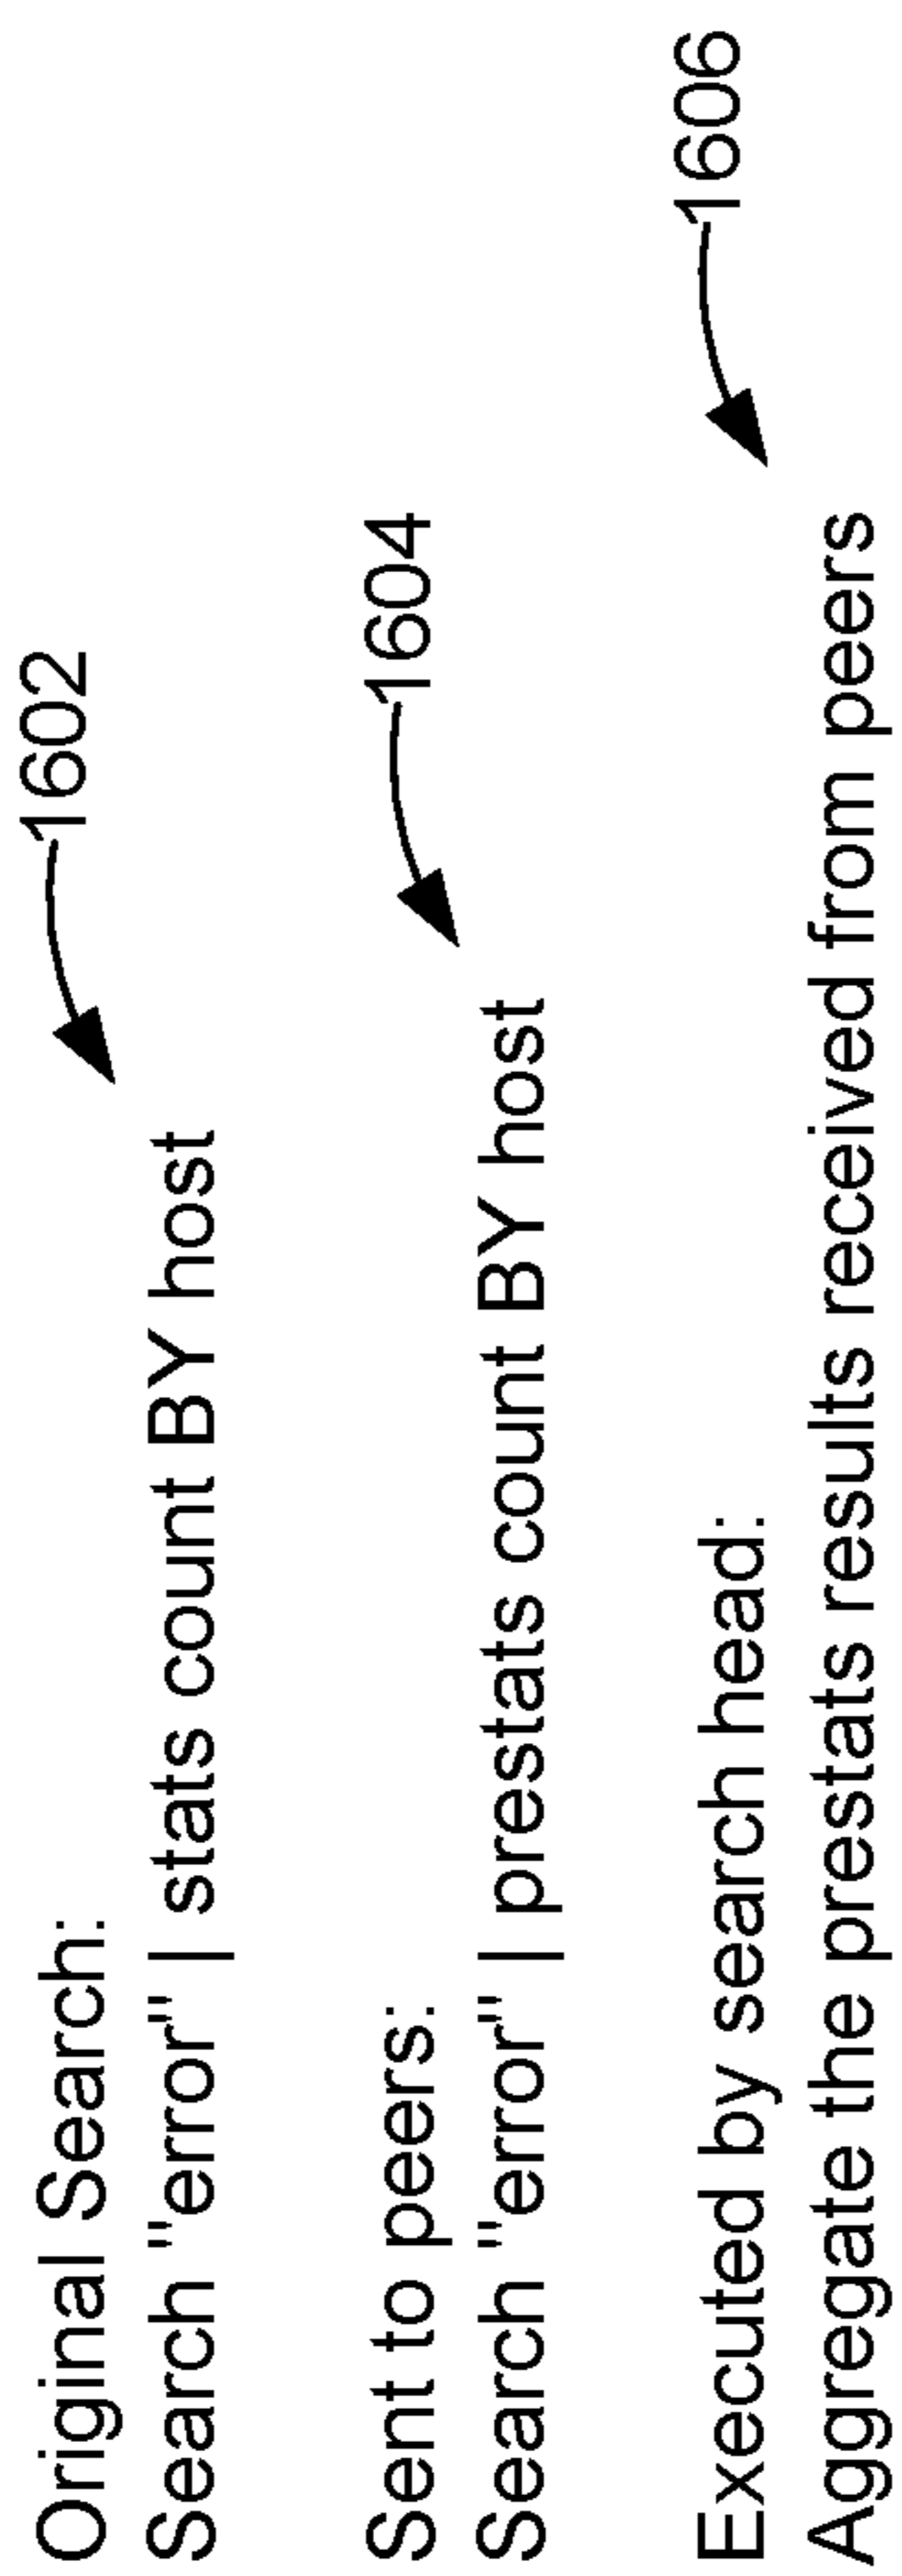 Original Search:
1602
Search "error" | stats count BY host
Sent to peers:
1604
Search "error" | prestats count BY host
Executed by search head:
1606
Aggregate the prestats results received from peers